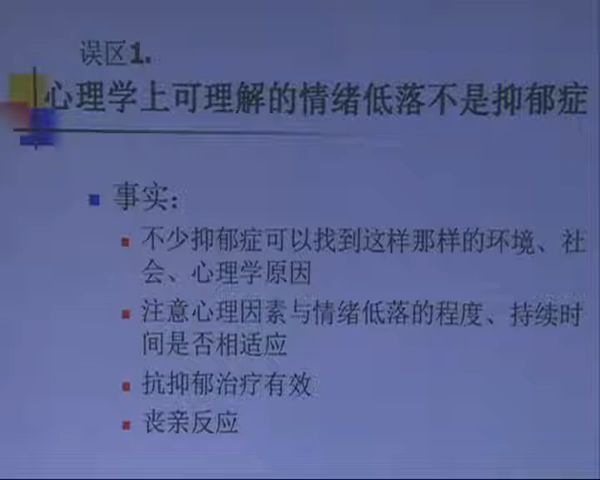 误区1.
心理学上可理解的情绪低落不是抑郁症
事实:
不少抑郁症可以找到这样那样的环境、社
会、心理学原因
注意心理因素与情绪低落的程度、持续时
间是否相适应
抗抑郁治疗有效
丧亲反应